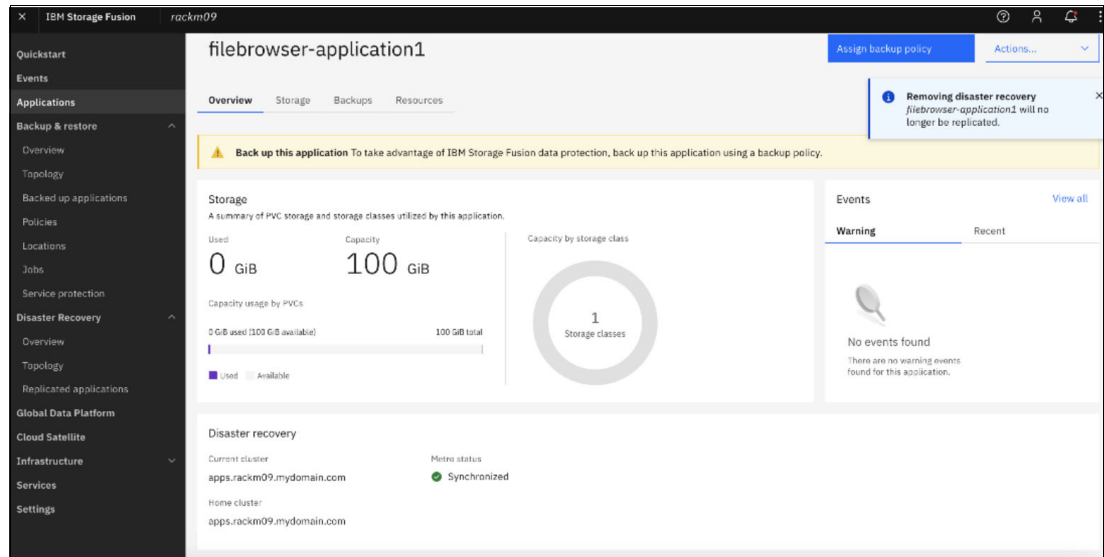 IBM Storage Fusion
rackm09
Quickstart
Events
Applications
Backup & restore
Overview
Topology
Backed up applications
Policies
Locations
Jobs
Service protection
Disaster Recovery
Overview
Topology
Replicated applications
Global Data Platform
Cloud Satellite
Infrastructure
Services
Settings
filebrowser-application1
Assign backup policy
Actions...
Removing disaster recovery
filebrowser-application1 will no
longer be replicated.
Overview Storage Backups Resources
Back up this application To take advantage of IBM Storage Fusion data protection, back up this application using a backup policy.
Storage
A summary of PVC storage and storage classes utilized by this application.
Used Capacity
0 GiB 100 GiB
Capacity usage by PVCs
0 GiB used (100 GiB available) 100 GiB total
Used Available
Capacity by storage class
1
Storage classes
Events View all
Warning Recent
No events found
There are no warning events
found for this application.
Disaster recovery
Current cluster Metro status
apps.rackm09.mydomain.com Synchronized
Home cluster
apps.rackm09.mydomain.com